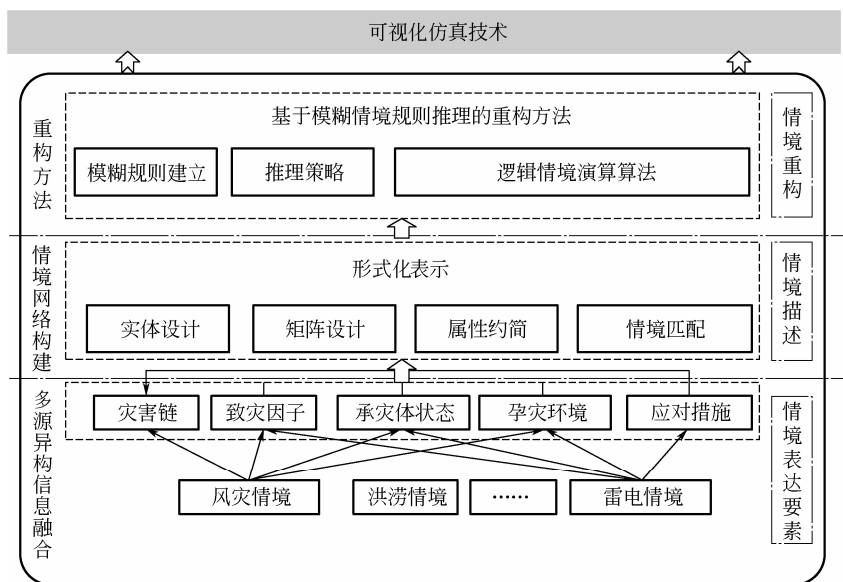 可视化仿真技术
重构方法
基于模糊情境规则推理的重构方法
模糊规则建立
推理策略
逻辑情境演算算法
情境重构
情境网络构建
形式化表示
实体设计
矩阵设计
属性约简
情境匹配
情境描述
多源异构信息融合
灾害链
致灾因子
承灾体状态
孕灾环境
应对措施
风灾情境
洪涝情境
……
雷电情境
情境表达要素